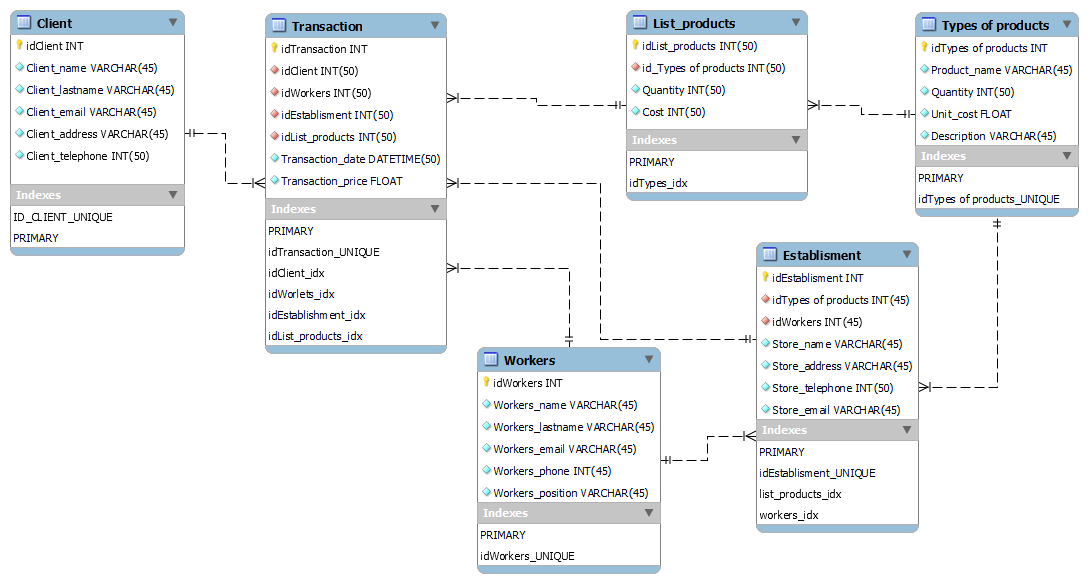 Client
idClient INT
Client_name VARCHAR(45)
Client_lastname VARCHAR(45)
Client_email VARCHAR(45)
Client_address VARCHAR(45)
Client_telephone INT(50)
Indexes
ID_CLIENT_UNIQUE
PRIMARY
Transaction
idTransaction INT
idClient INT(50)
idWorkers INT(50)
idEstablisment INT(50)
idList_products INT(50)
Transaction_date DATETIME(50)
Transaction_price FLOAT
Indexes
PRIMARY
idTransaction_UNIQUE
idClient_idx
idWorlets_idx
idEstablishment_idx
idList_products_idx
List_products
idList_products INT(50)
id_Types of products INT(50)
Quantity INT(50)
Cost INT(50)
Indexes
PRIMARY
idTypes_idx
Types of products
idTypes of products INT
Product_name VARCHAR(45)
Quantity INT(50)
Unit_cost FLOAT
Description VARCHAR(45)
Indexes
PRIMARY
idTypes of products_UNIQUE
Establisment
idEstablisment INT
idTypes of products INT(45)
idWorkers INT(45)
Store_name VARCHAR(45)
Store_address VARCHAR(45)
Store_telephone INT(50)
Store_email VARCHAR(45)
Indexes
PRIMARY
idEstablisment_UNIQUE
list_products_idx
workers_idx
Workers
idWorkers INT
Workers_name VARCHAR(45)
Workers_lastname VARCHAR(45)
Workers_email VARCHAR(45)
Workers_phone INT(45)
Workers_position VARCHAR(45)
Indexes
PRIMARY
idWorkers_UNIQUE